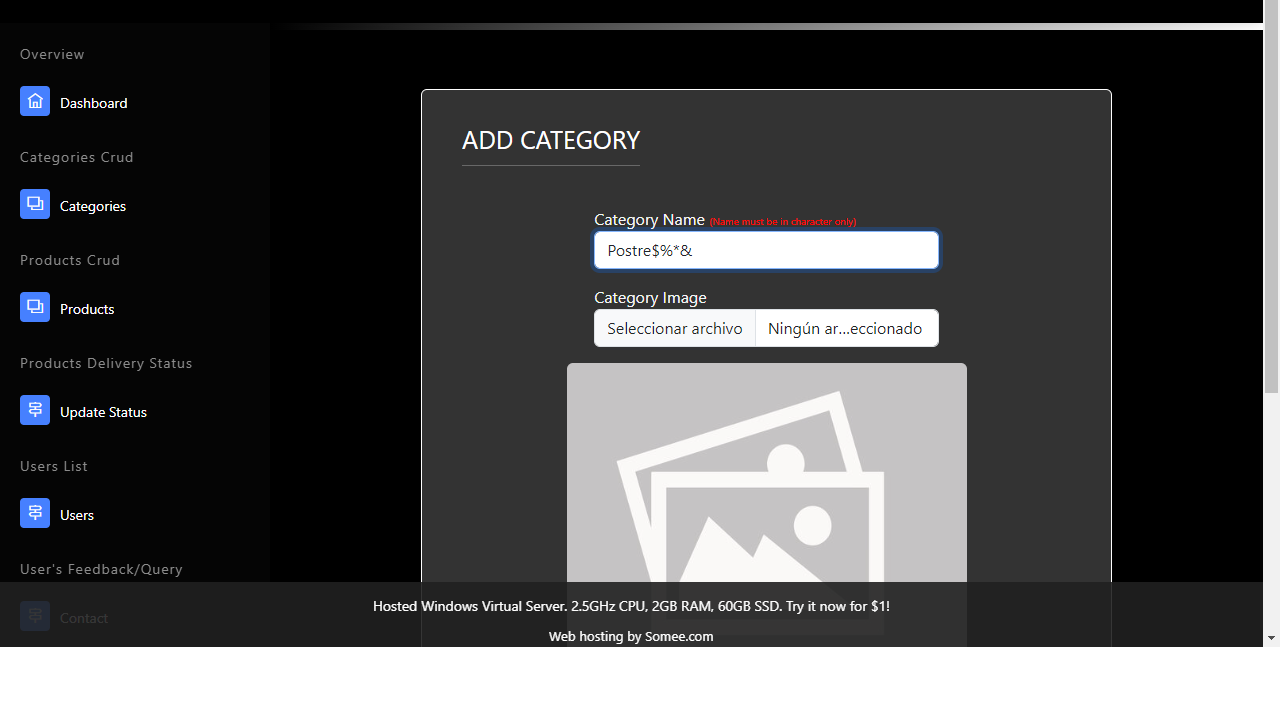 Overview
Dashboard
Categories Crud
Categories
Products Crud
Products
Products Delivery Status
Update Status
Users List
Users
User's Feedback/Query
Contact
ADD CATEGORY
Category Name (Name must be in character only)
Postre$%*&
Category Image
Seleccionar archivo Ningún ar...eccionado
Hosted Windows Virtual Server. 2.5GHz CPU, 2GB RAM, 60GB SSD. Try it now for $1!
Web hosting by Somee.com